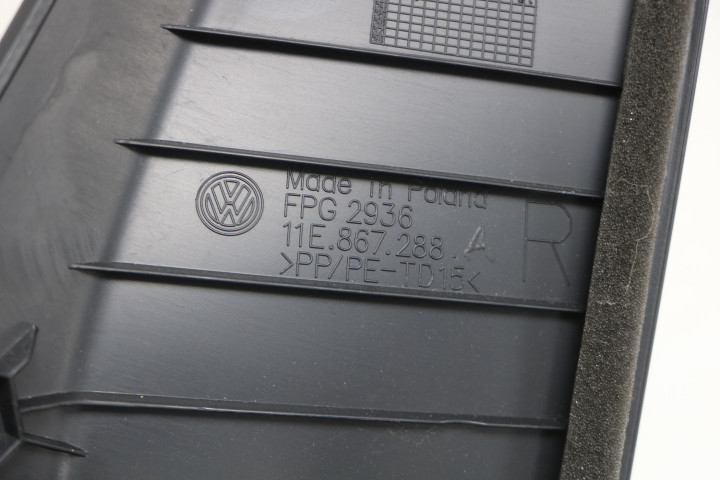 Made in Poland
FPG 2936
11E.867.288.A
>PP/PE-TD15<
R